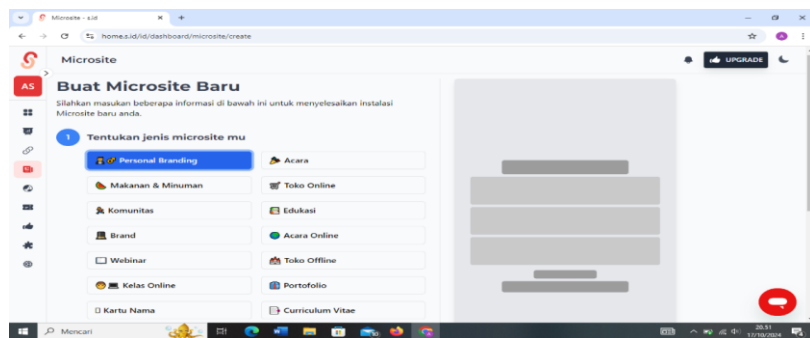 Microsite - s.id
home.s.id/id/dashboard/microsite/create
Microsite
UPGRADE
AS
Buat Microsite Baru
Silahkan masukan beberapa informasi di bawah ini untuk menyelesaikan instalasi
Microsite baru anda.
1 Tentukan jenis microsite mu
Personal Branding
Acara
Makanan & Minuman
Toko Online
Komunitas
Edukasi
Brand
Acara Online
Webinar
Toko Offline
Kelas Online
Portofolio
Kartu Nama
Curriculum Vitae
Mencari
20.51
17/10/2024